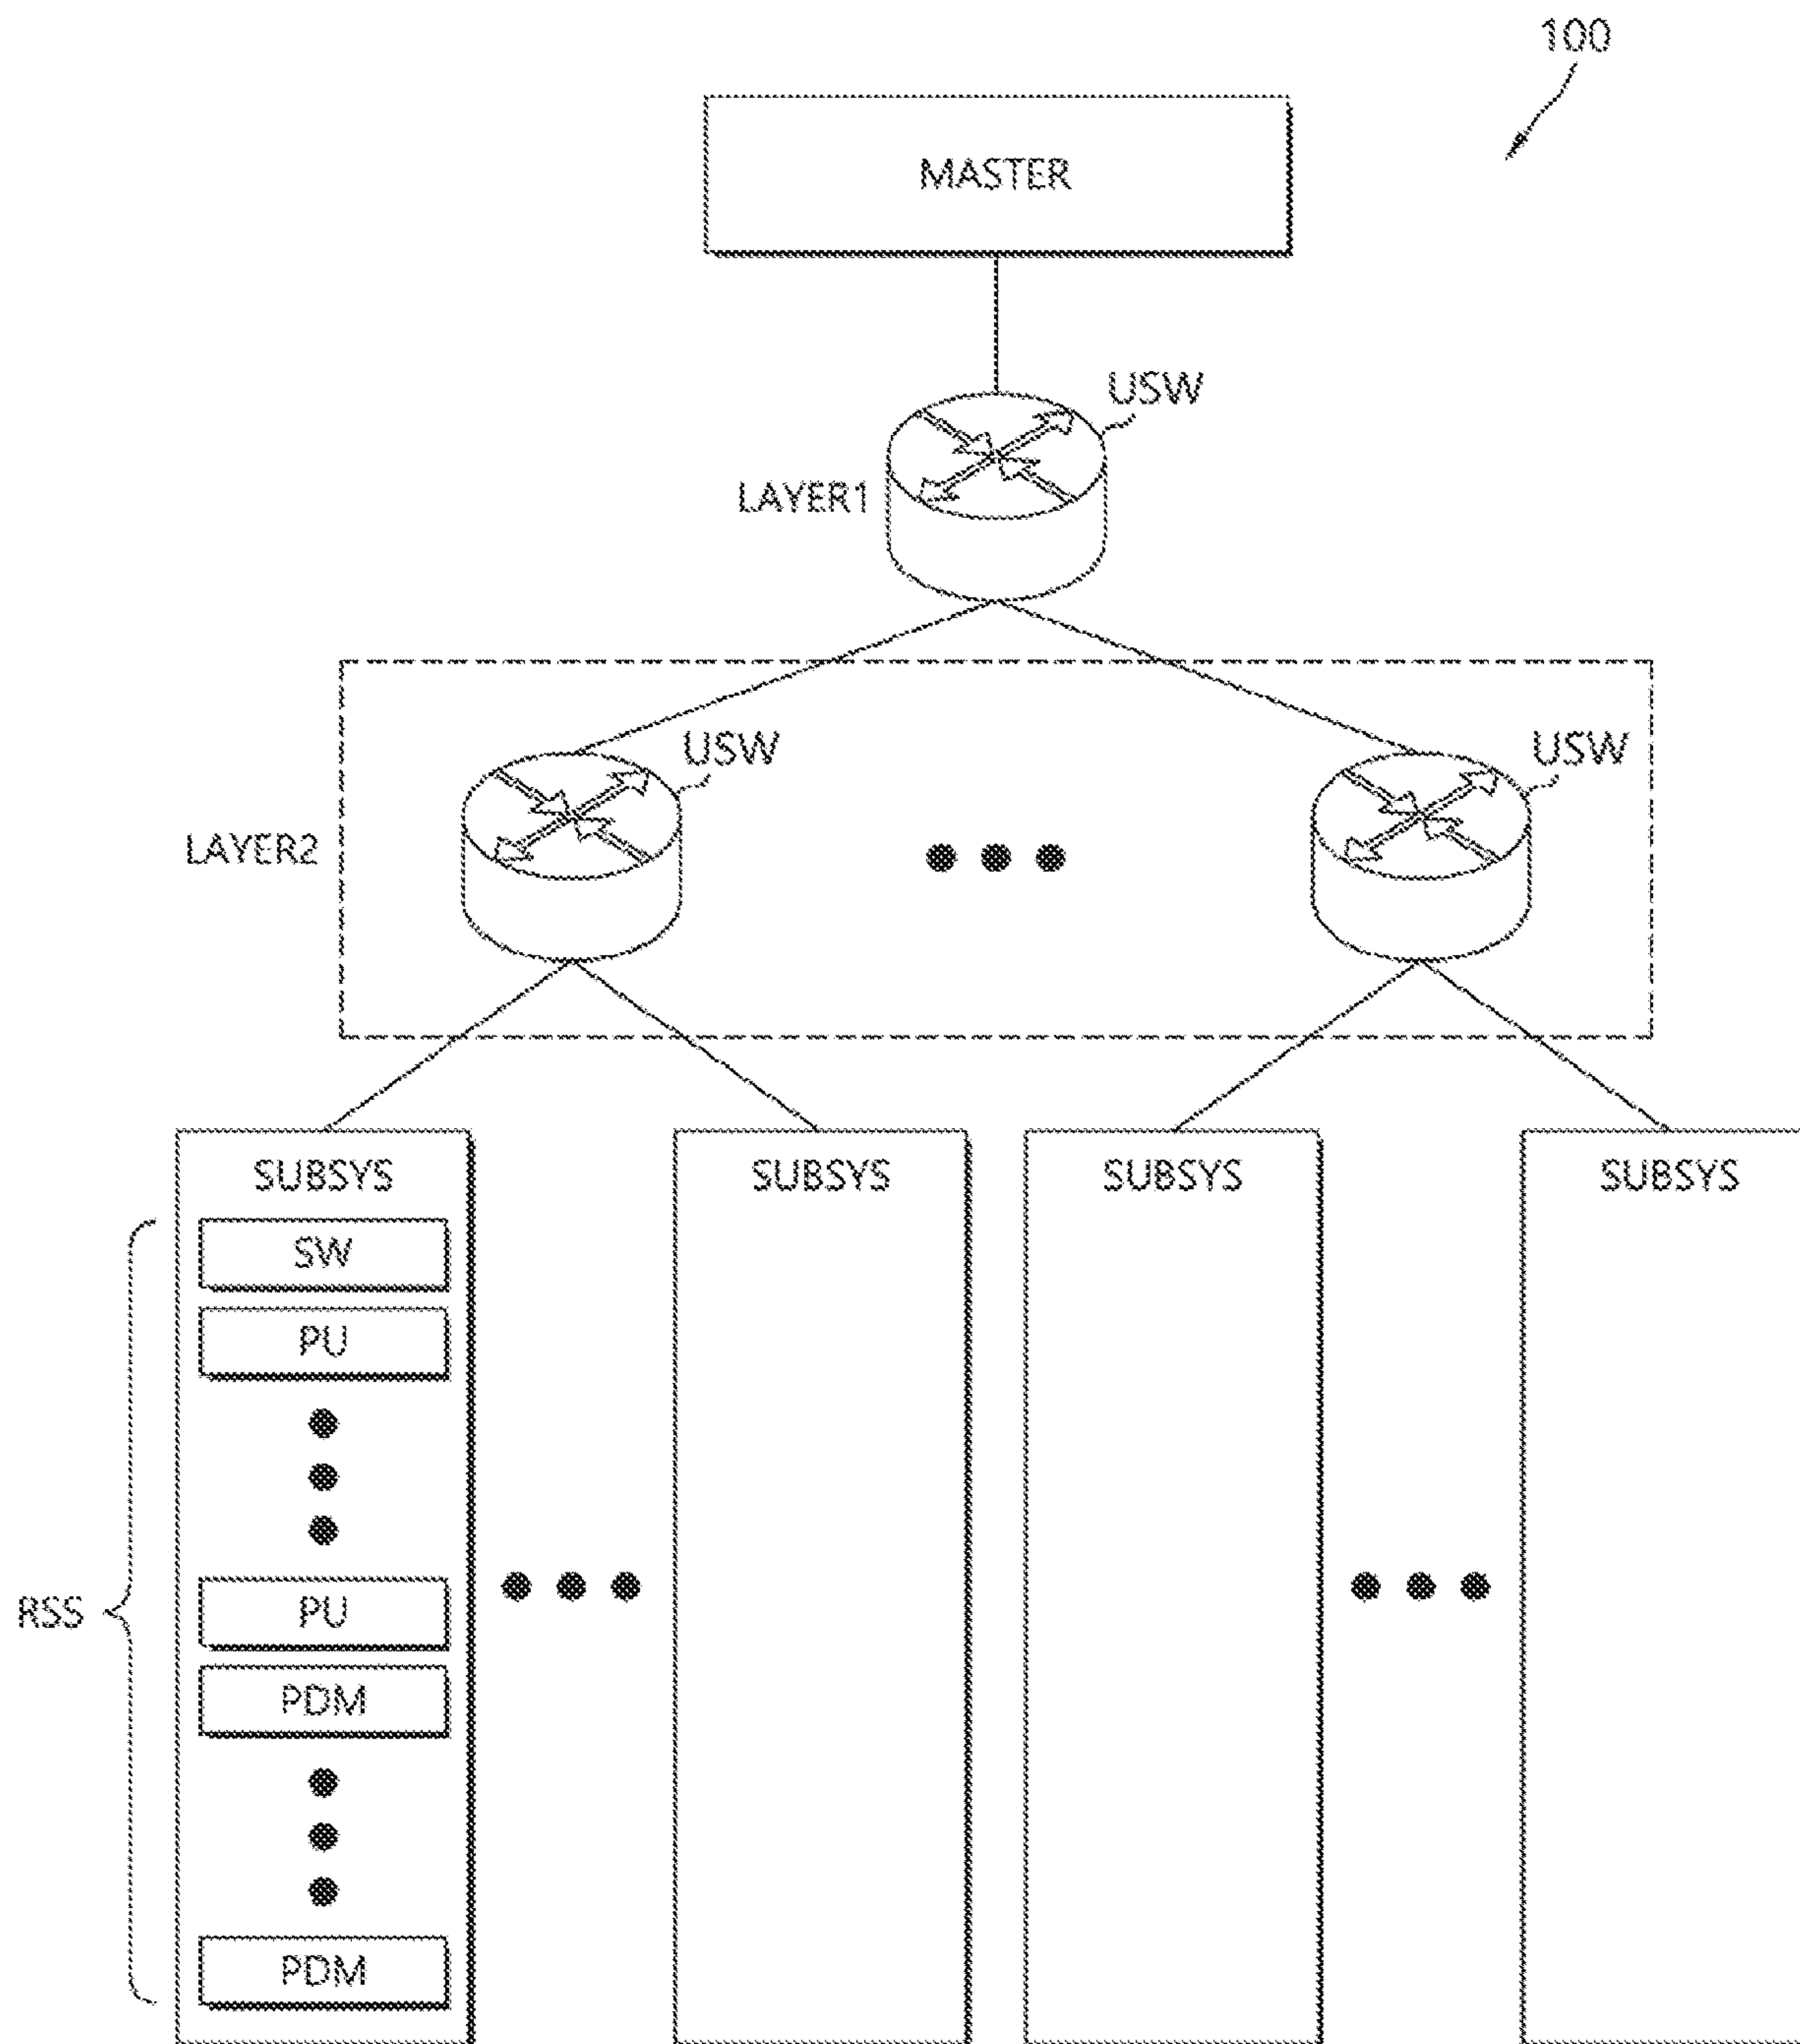 100
MASTER
USW
LAYER1
USW
USW
LAYER2
SUBSYS
SUBSYS
SUBSYS
SUBSYS
SW
PU
PU
RSS
PDM
PDM